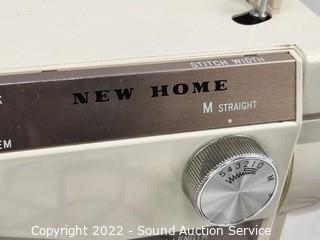 STITCH WIDTH
NEW HOME
M STRAIGHT
543210 M
Copyright 2022 - Sound Auction Service